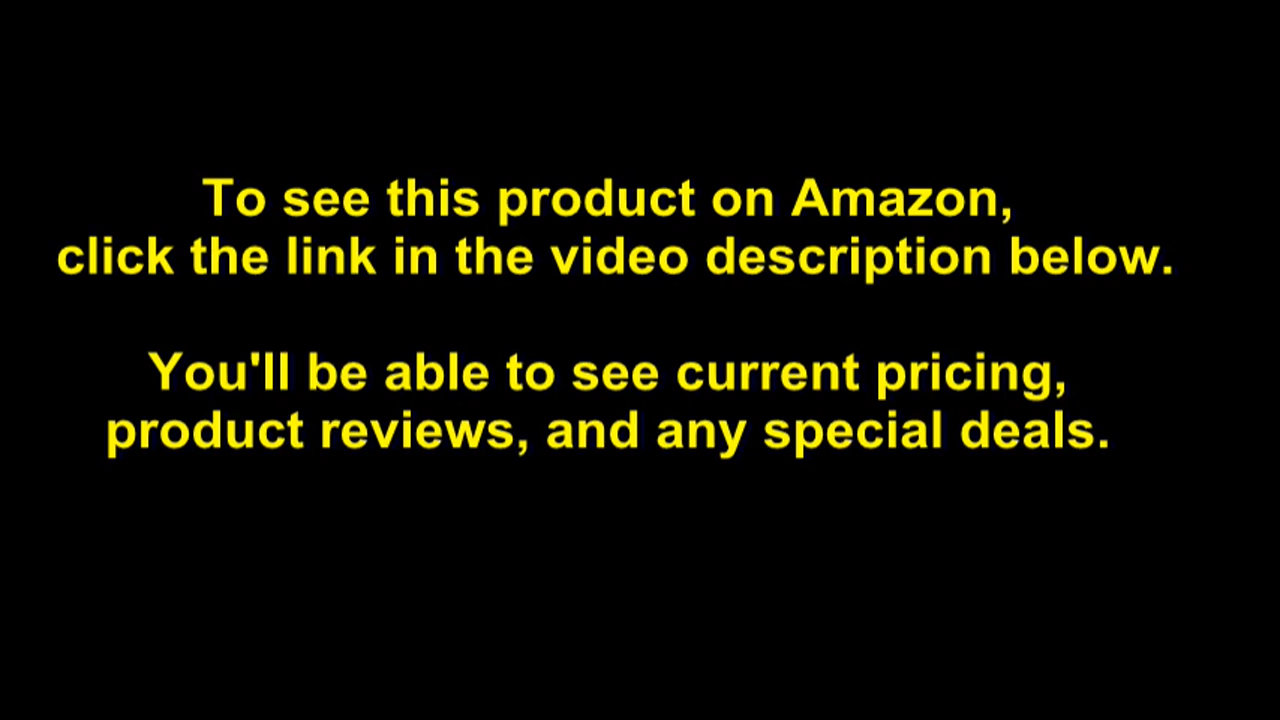 To see this product on Amazon,
click the link in the video description below.
You'll be able to see current pricing,
product reviews, and any special deals.